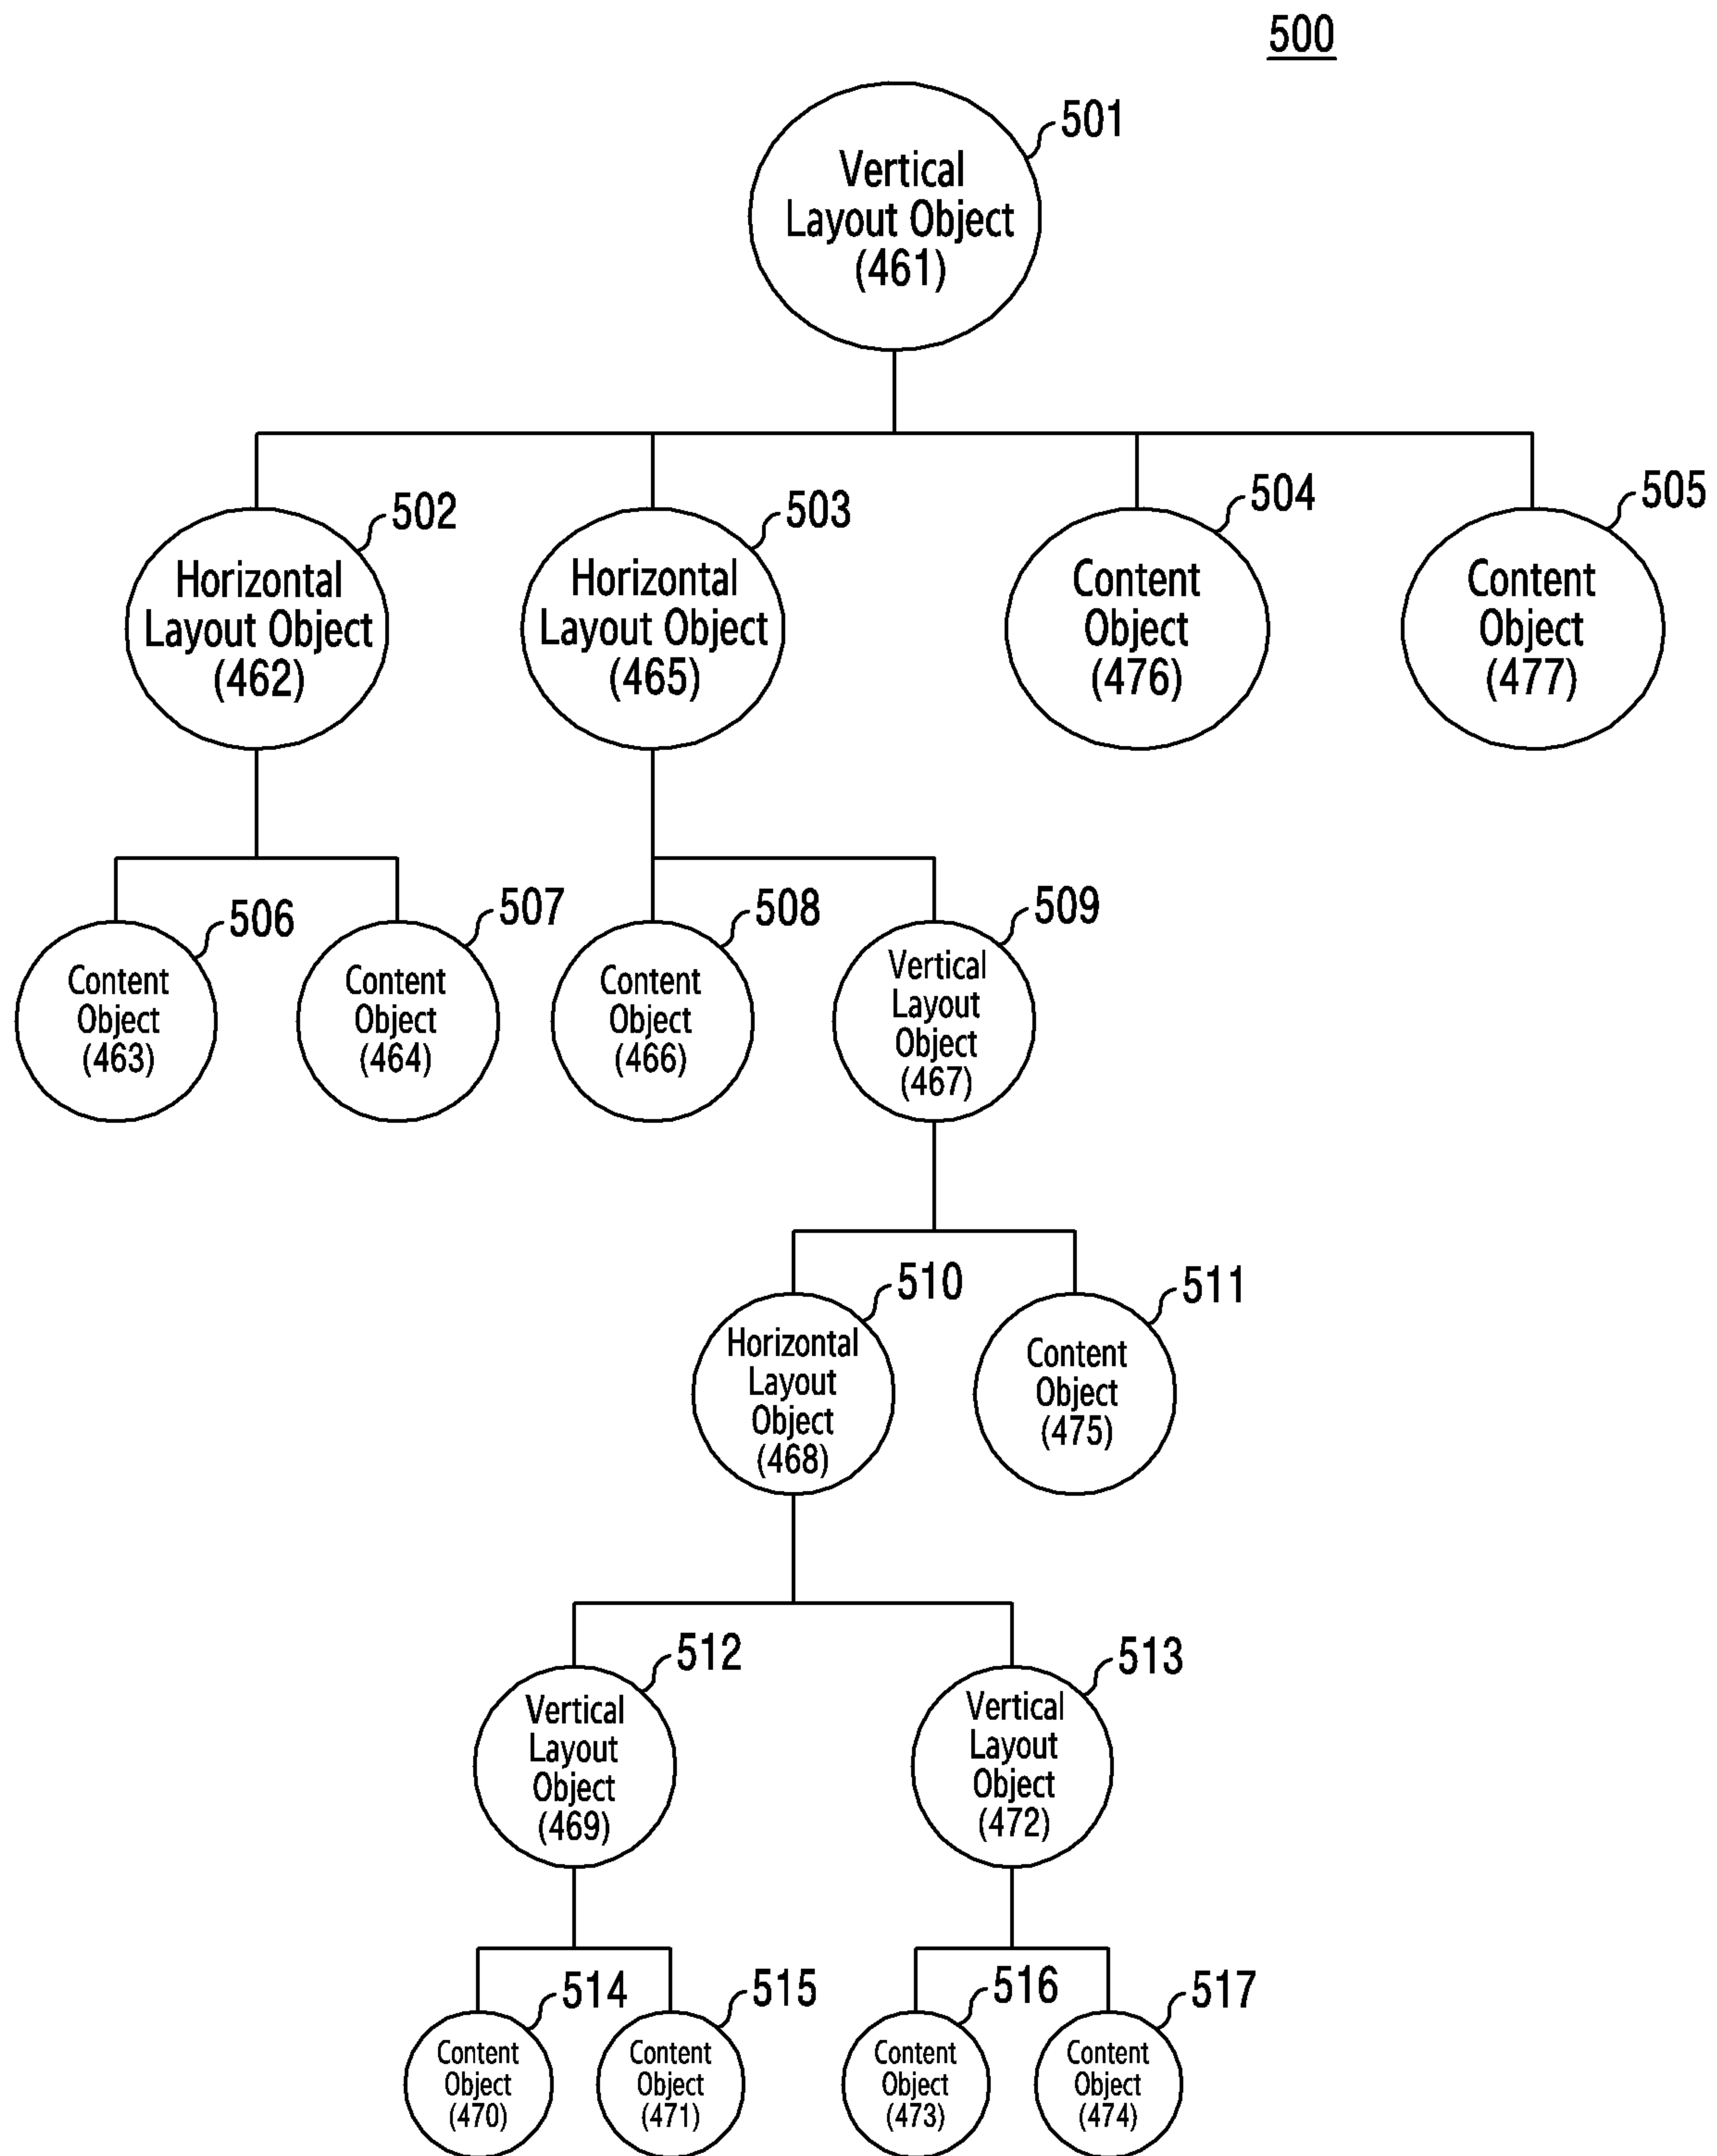 500
501
Vertical
Layout Object
(461)
502
Horizontal
Layout Object
(462)
503
Horizontal
Layout Object
(465)
504
Content
Object
(476)
505
Content
Object
(477)
506
Content
Object
(463)
507
Content
Object
(464)
508
Content
Object
(466)
509
Vertical
Layout
Object
(467)
510
Horizontal
Layout
Object
(468)
511
Content
Object
(475)
512
Vertical
Layout
Object
(469)
513
Vertical
Layout
Object
(472)
514
Content
Object
(470)
515
Content
Object
(471)
516
Content
Object
(473)
517
Content
Object
(474)